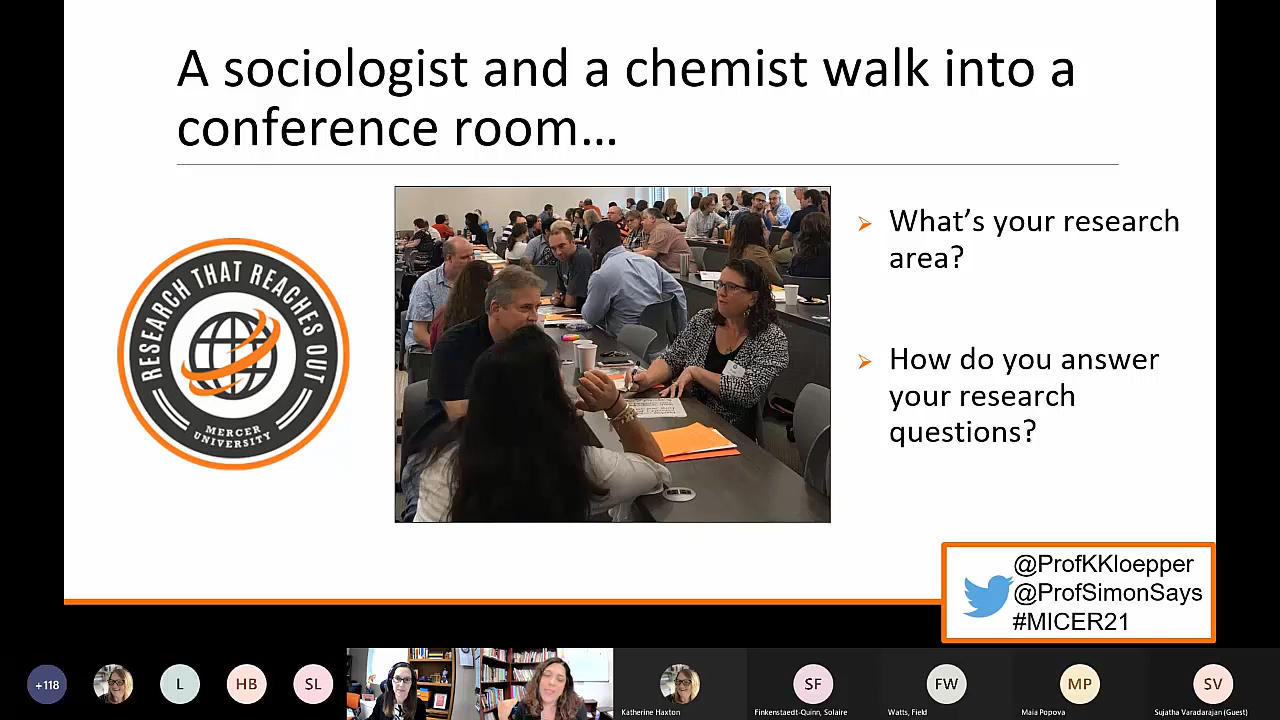 A sociologist and a chemist walk into a
conference room…
RESEARCH THAT REACHES OUT
MERCER
UNIVERSITY
➢ What's your research
area?
➢ How do you answer
your research
questions?
@ProfKKloepper
@ProfSimonSays
#MICER21
+118
L
HB
SL
Katherine Haxton
SF
Finkenstaedt-Quinn, Solaire
FW
Watts, Field
MP
Maia Popova
SV
Sujatha Varadarajan (Guest)